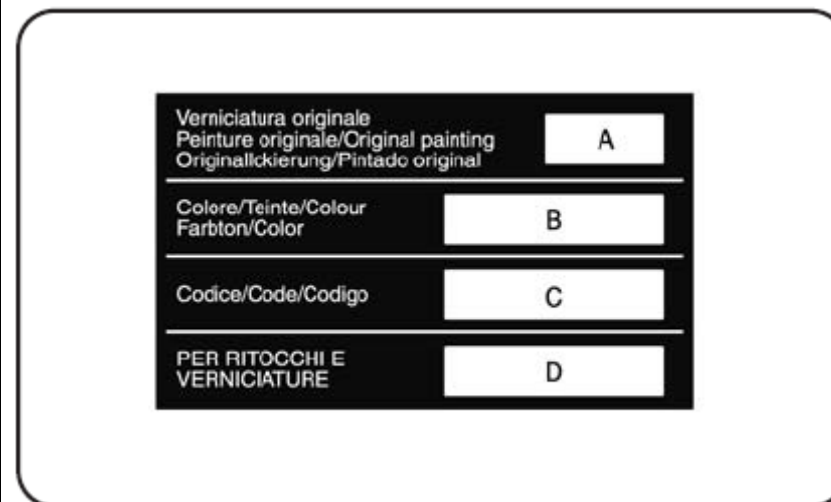 Verniciatura originale
Peinture originale/Original painting
Originallckierung/Pintado original
A
Colore/Teinte/Colour
Farbton/Color
B
Codice/Code/Codigo
C
PER RITOCCHI E
VERNICIATURE
D